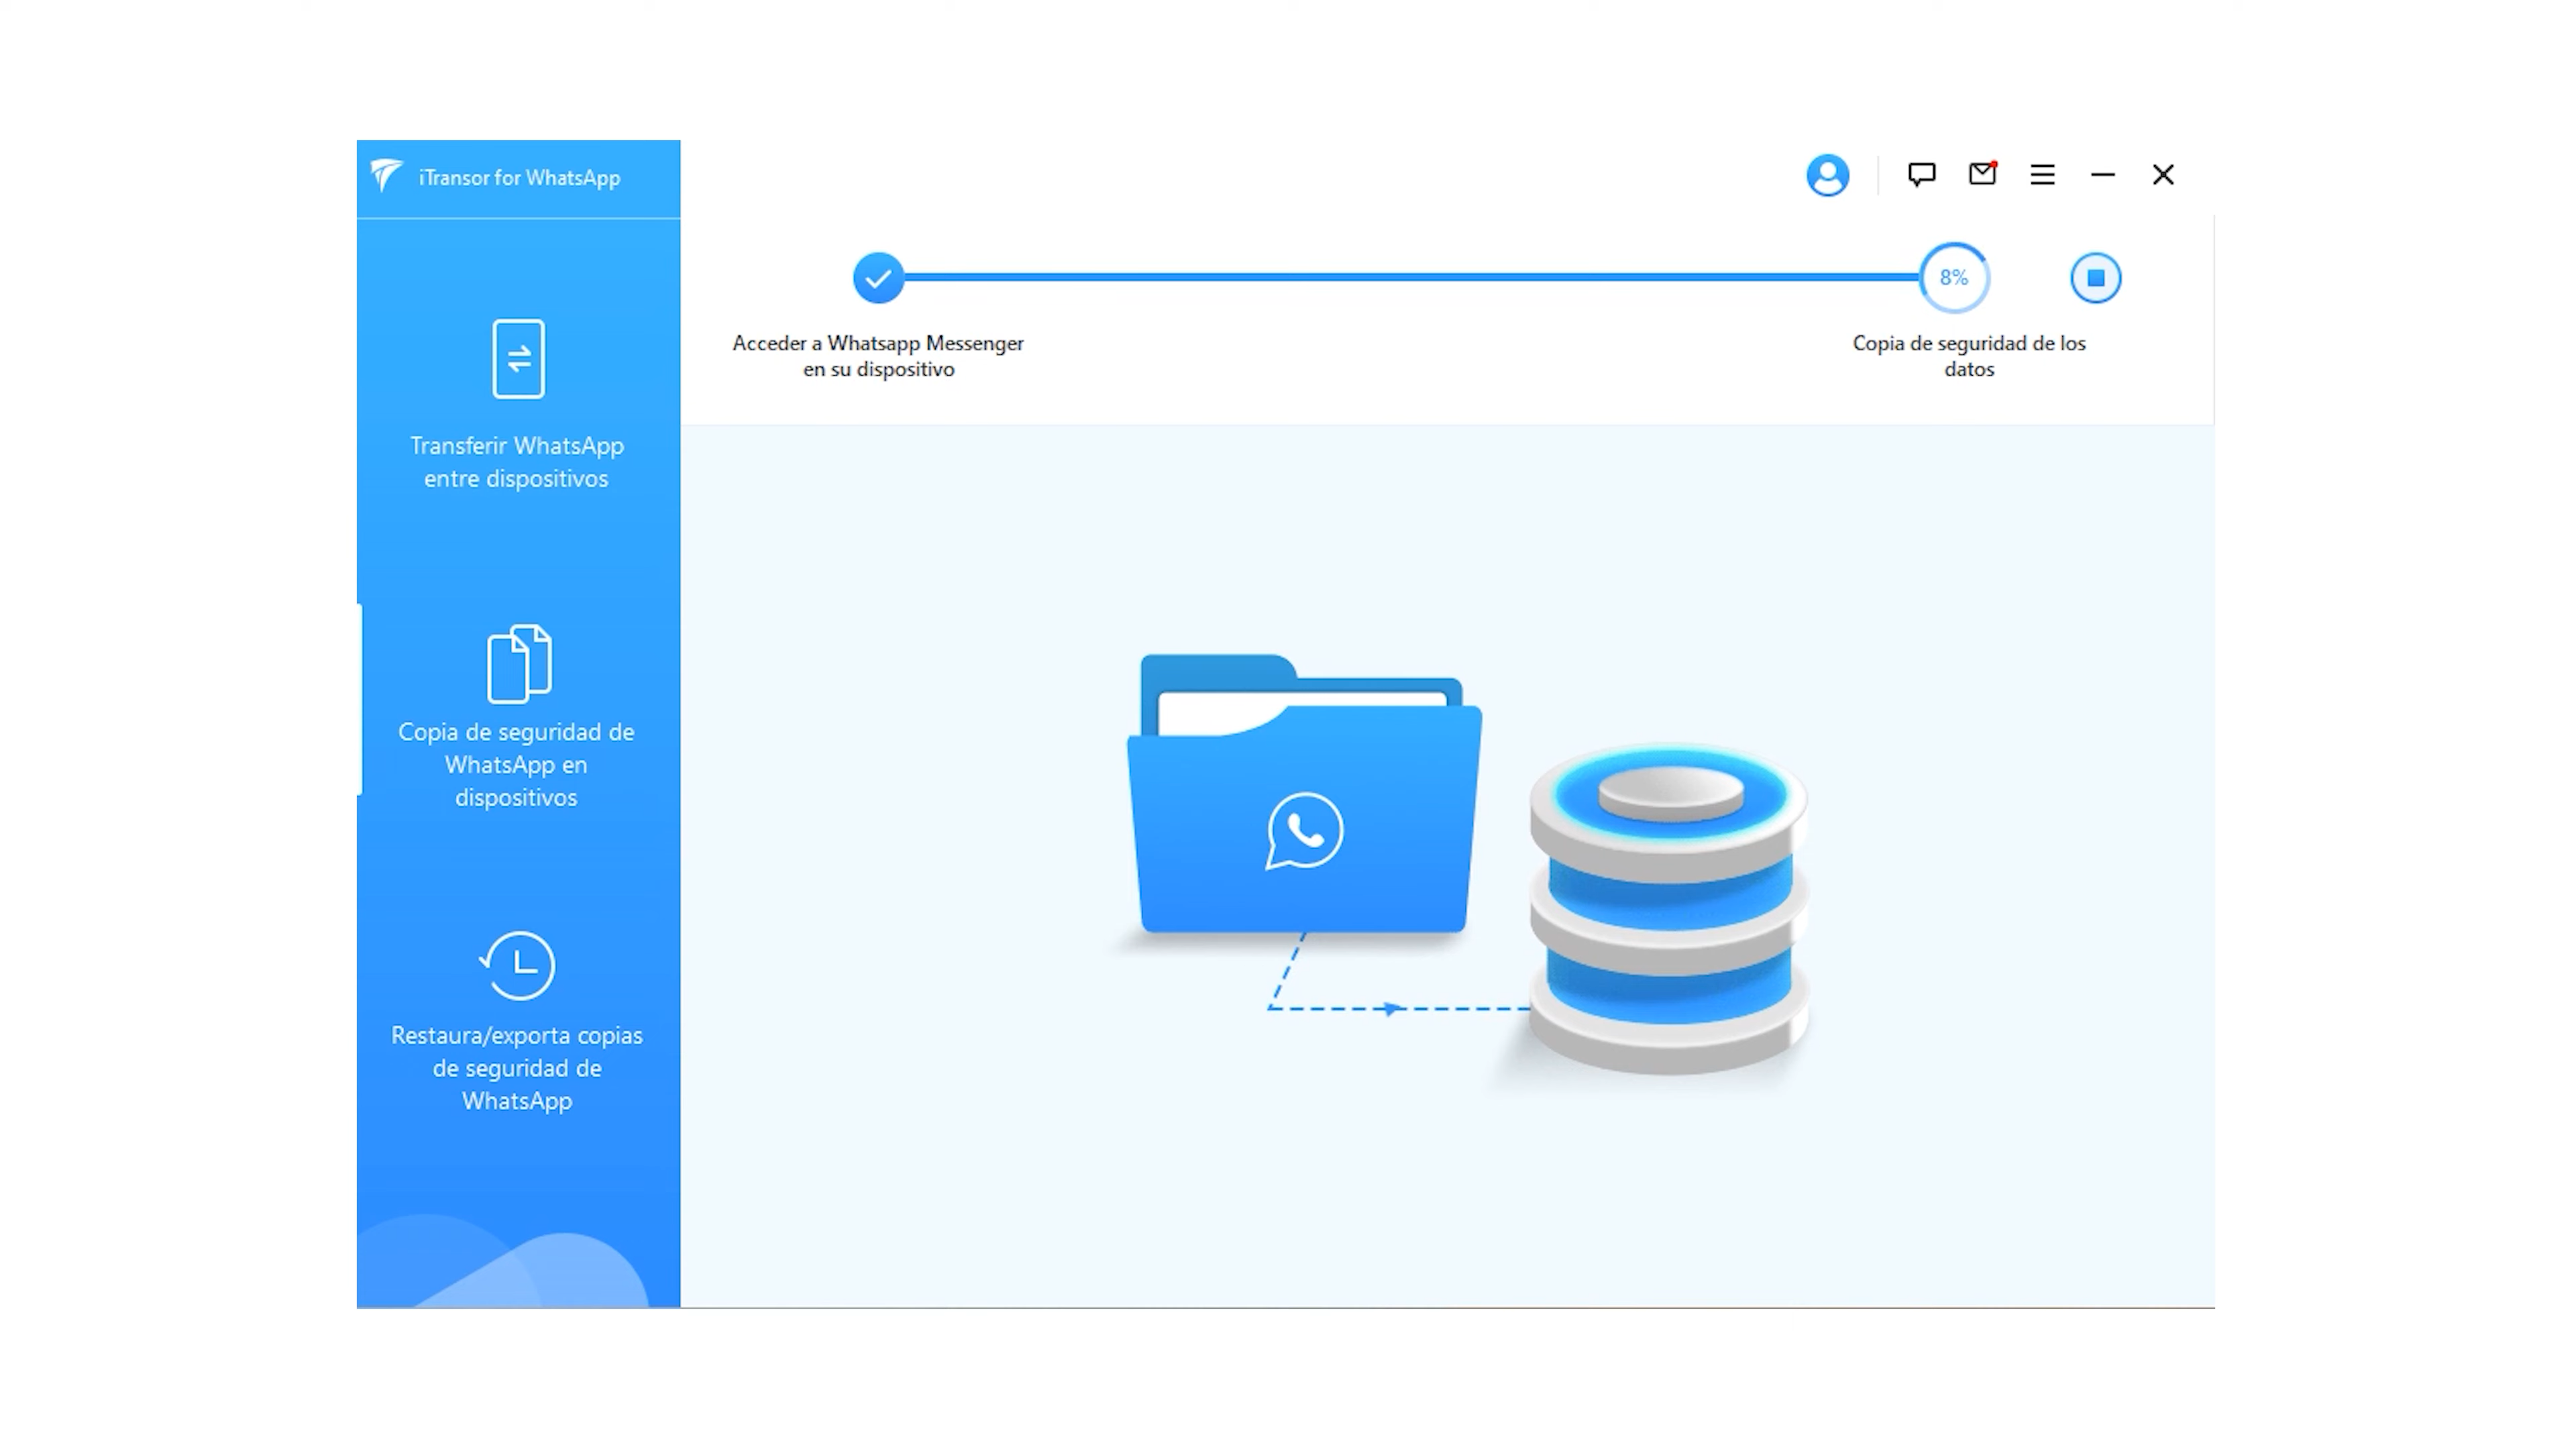 iTransor for WhatsApp
8%
Acceder a Whatsapp Messenger
en su dispositivo
Copia de seguridad de los
datos
Transferir WhatsApp
entre dispositivos
Copia de seguridad de
WhatsApp en
dispositivos
Restaura/exporta copias
de seguridad de
WhatsApp